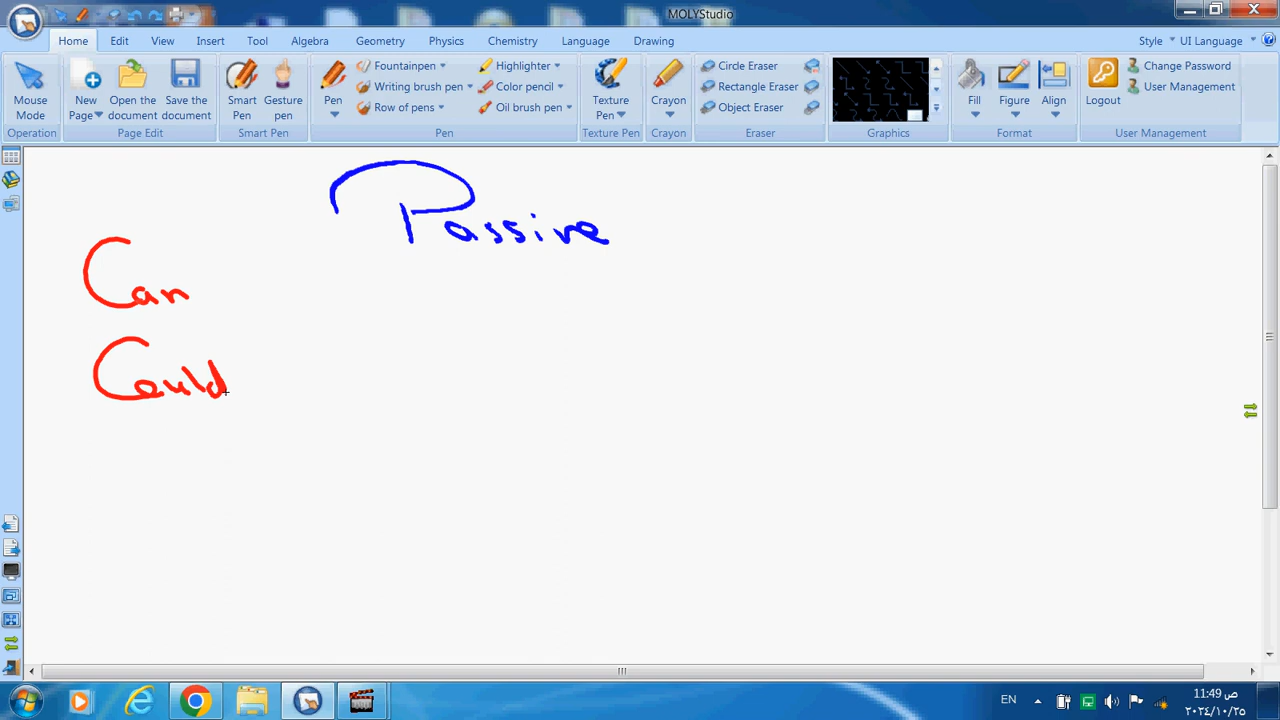 MOLYStudio
Home Edit View Insert Tool Algebra Geometry Physics Chemistry Language Drawing Style UI Language
Mouse Mode
New Page
Open the document
Save the document
Smart Pen
Gesture pen
Pen
Fountainpen
Writing brush pen
Row of pens
Highlighter
Color pencil
Oil brush pen
Texture Pen
Crayon
Circle Eraser
Rectangle Eraser
Object Eraser
Fill
Figure
Align
Logout
Change Password
User Management
Operation Page Edit Smart Pen Pen Texture Pen Crayon Eraser Graphics Format User Management
Passive
Can
Could
EN
11:49 ص
٢٠٢٤/١٠/٢٥